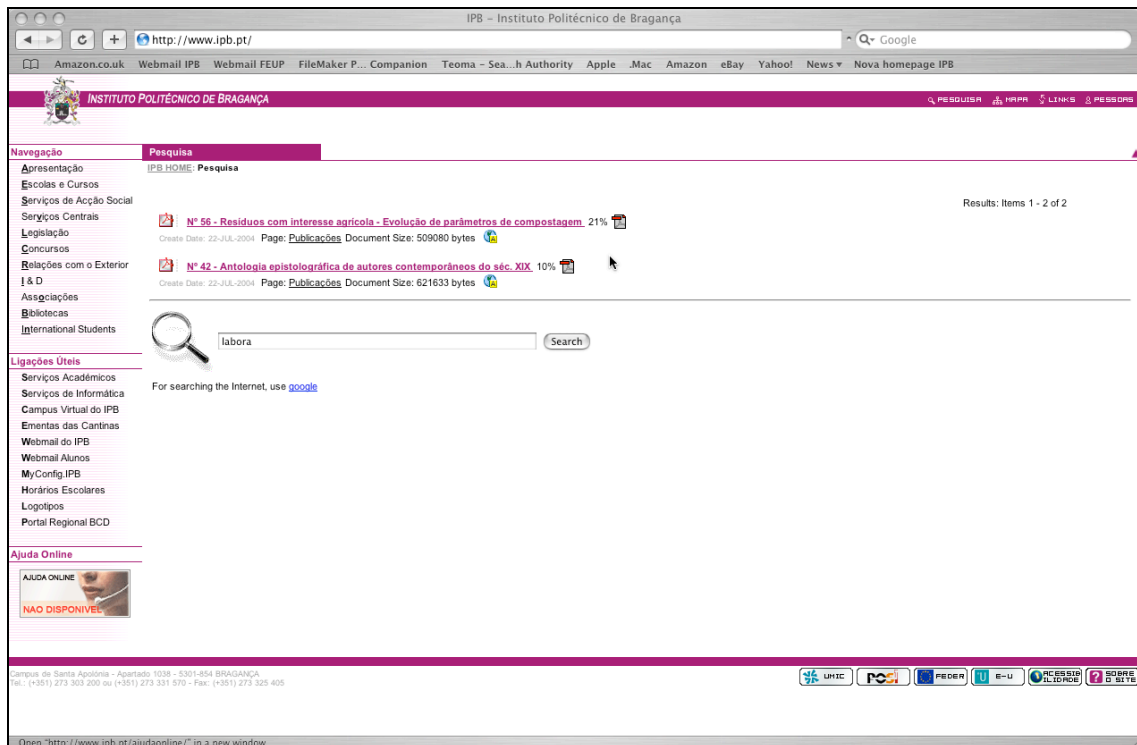 IPB – Instituto Politécnico de Bragança
http://www.ipb.pt/
Google
Amazon.co.uk Webmail IPB Webmail FEUP FileMaker P... Companion Teoma – Sea...h Authority Apple .Mac Amazon eBay Yahoo! News Nova homepage IPB
INSTITUTO POLITÉCNICO DE BRAGANÇA
PESQUISA MAPA LINKS PESSOAS
Navegação
Apresentação
Escolas e Cursos
Serviços de Acção Social
Serviços Centrais
Legislação
Concursos
Relações com o Exterior
I & D
Associações
Bibliotecas
International Students
Ligações Úteis
Serviços Académicos
Serviços de Informática
Campus Virtual do IPB
Ementas das Cantinas
Webmail do IPB
Webmail Alunos
MyConfig.IPB
Horários Escolares
Logotipos
Portal Regional BCD
Ajuda Online
AJUDA ONLINE
NAO DISPONIVEL
Pesquisa
IPB HOME: Pesquisa
Results: Items 1 - 2 of 2
Nº 56 - Resíduos com interesse agrícola - Evolução de parâmetros de compostagem 21%
Create Date: 22-JUL-2004 Page: Publicações Document Size: 509080 bytes
Nº 42 - Antologia epistolográfica de autores contemporâneos do séc. XIX 10%
Create Date: 22-JUL-2004 Page: Publicações Document Size: 621633 bytes
labora
Search
For searching the Internet, use google
Campus de Santa Apolónia - Apartado 1038 - 5301-854 BRAGANÇA
Tel.: (+351) 273 303 200 ou (+351) 273 331 570 - Fax: (+351) 273 325 405
UMIC POCI FEDER E-U ACESSIBILIDADE SOBRE O SITE
Open "http://www.ipb.pt/ajudaonline/" in a new window